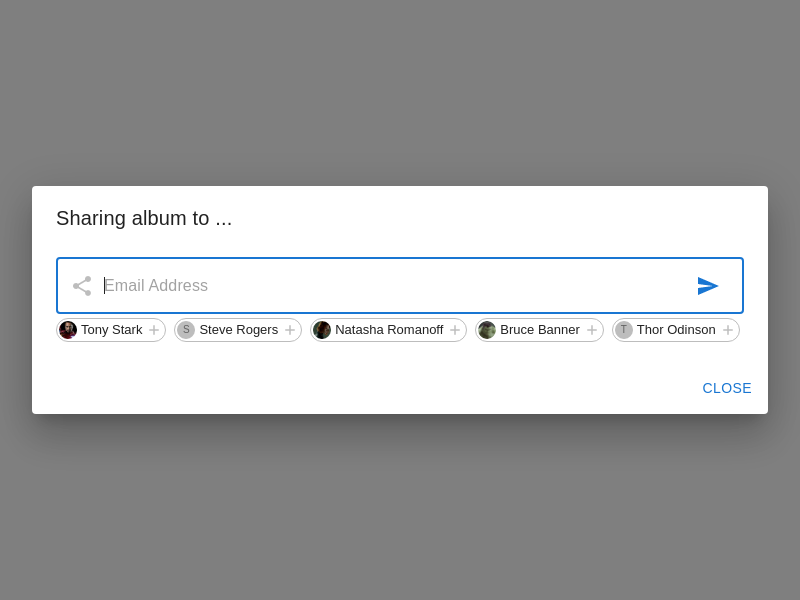 Sharing album to ...
Email Address
Tony Stark S Steve Rogers Natasha Romanoff Bruce Banner T Thor Odinson
CLOSE